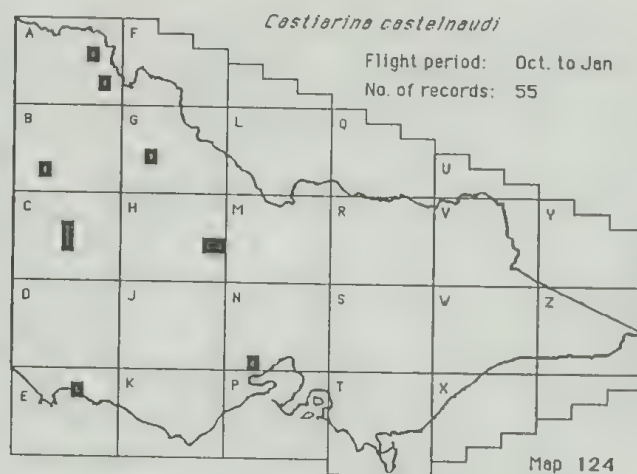 Castiarina castelnaudi
Flight period: Oct. to Jan
No. of records: 55
A
F
B
G
L
Q
U
C
H
M
R
V
Y
D
J
N
S
W
Z
E
K
P
T
X
Map 124